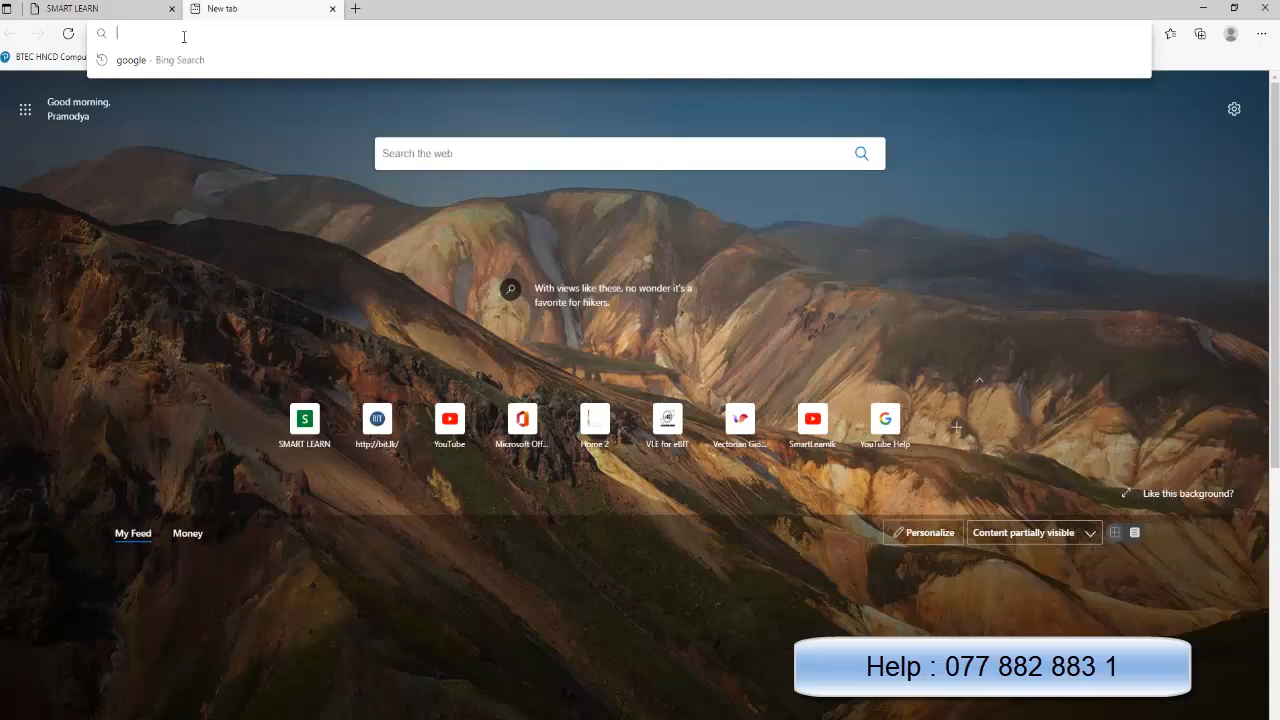 SMART LEARN
New tab
BTEC HNCD Compu
google - Bing Search
Good morning,
Pramodya
Search the web
With views like these, no wonder it's a
favorite for hikers.
SMART LEARN
http://bit.lk/
YouTube
Microsoft Off...
Home 2
VLE for eBIT
Vectorian Gio...
SmartLearnlk
YouTube Help
Like this background?
My Feed
Money
Personalize
Content partially visible
Help : 077 882 883 1